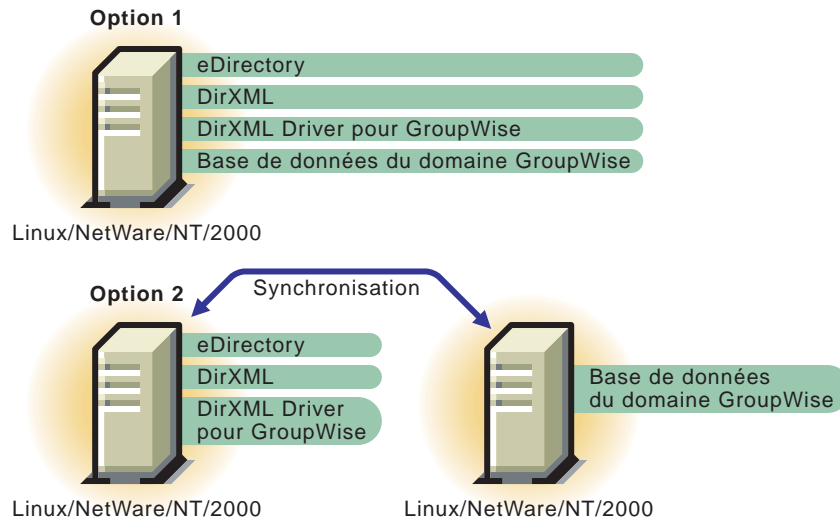 Option 1
eDirectory
DirXML
DirXML Driver pour GroupWise
Base de données du domaine GroupWise
Linux/NetWare/NT/2000
Option 2
Synchronisation
eDirectory
DirXML
DirXML Driver
pour GroupWise
Linux/NetWare/NT/2000
Base de données
du domaine GroupWise
Linux/NetWare/NT/2000